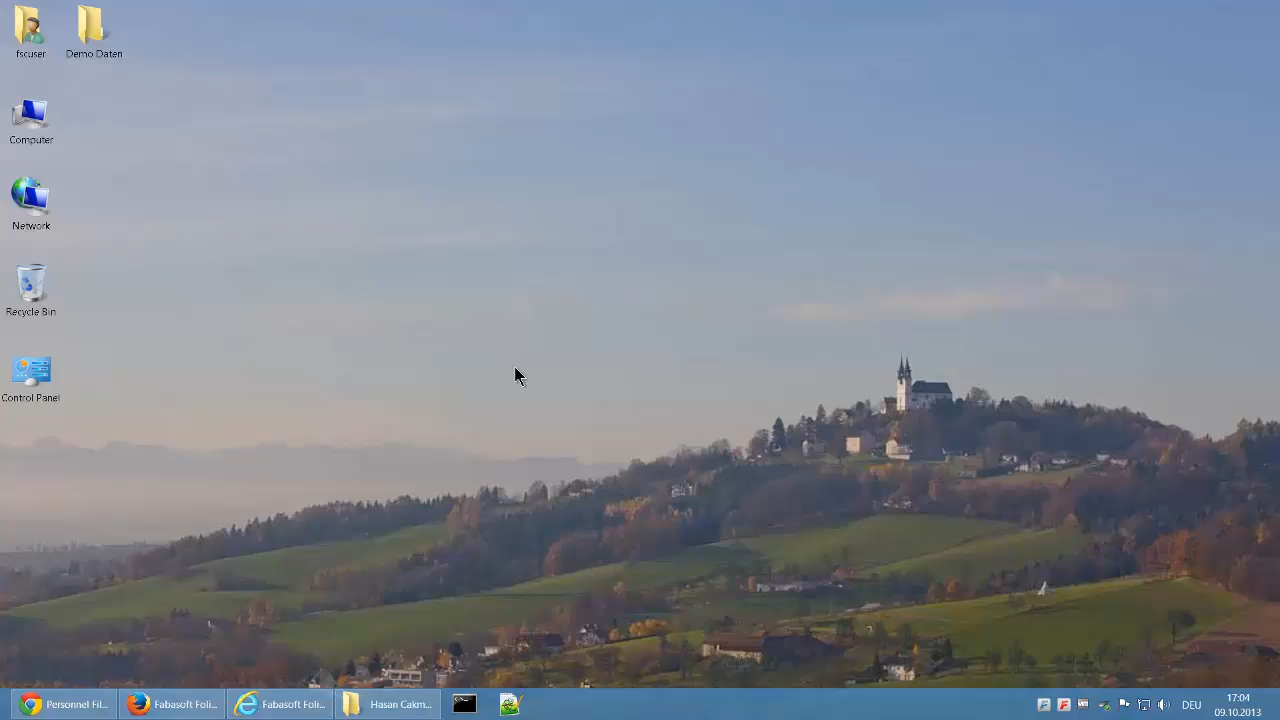 fscuser
Demo Daten
Computer
Network
Recycle Bin
Control Panel
Personnel Fil...
Fabasoft Foli...
Fabasoft Foli...
Hasan Cakm...
DEU
17:04
09.10.2013